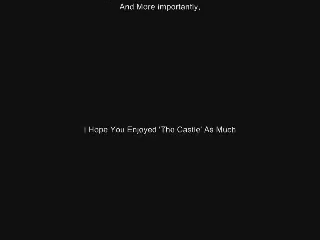 And More importantly,
I Hope You Enjoyed 'The Castle' As Much